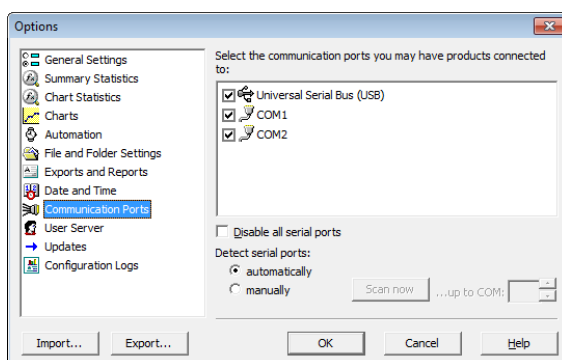 Options
General Settings
Summary Statistics
Chart Statistics
Charts
Automation
File and Folder Settings
Exports and Reports
Date and Time
Communication Ports
User Server
Updates
Configuration Logs
Select the communication ports you may have products connected
to:
Universal Serial Bus (USB)
COM1
COM2
Disable all serial ports
Detect serial ports:
automatically
manually
Scan now
...up to COM:
Import...
Export...
OK
Cancel
Help